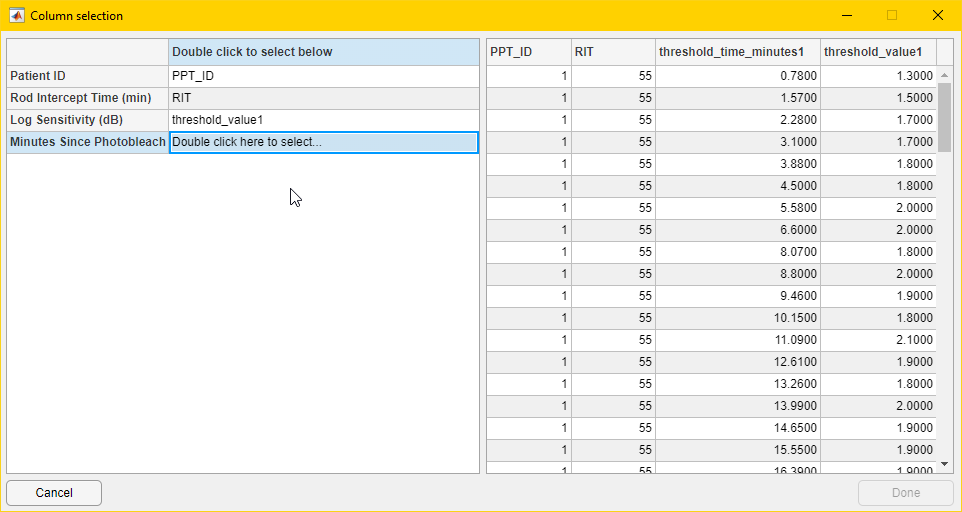 Column selection
Double click to select below
Patient ID PPT_ID
Rod Intercept Time (min) RIT
Log Sensitivity (dB) threshold_value1
Minutes Since Photobleach Double click here to select...
PPT_ID RIT threshold_time_minutes1 threshold_value1
1 55 0.7800 1.3000
1 55 1.5700 1.5000
1 55 2.2800 1.7000
1 55 3.1000 1.7000
1 55 3.8800 1.8000
1 55 4.5000 1.8000
1 55 5.5800 2.0000
1 55 6.6000 2.0000
1 55 8.0700 1.8000
1 55 8.8000 2.0000
1 55 9.4600 1.9000
1 55 10.1500 1.8000
1 55 11.0900 2.1000
1 55 12.6100 1.9000
1 55 13.2600 1.8000
1 55 13.9900 2.0000
1 55 14.6500 1.9000
1 55 15.5500 1.9000
1 55 16.3900 1.9000
Cancel
Done